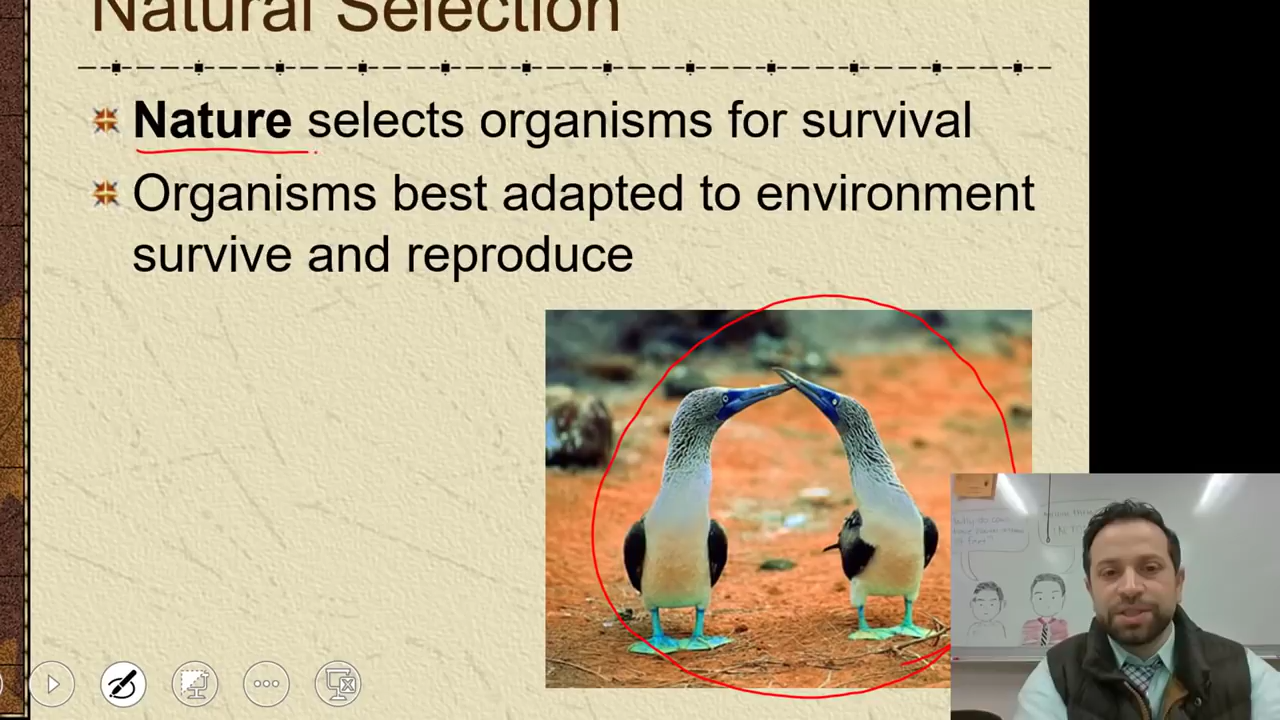 Natural Selection
Nature selects organisms for survival
Organisms best adapted to environment
survive and reproduce